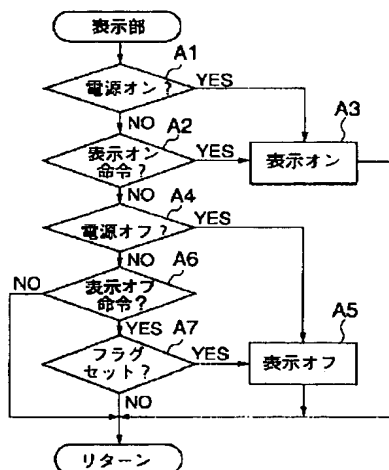 表示部
A1
電源オン？
YES
NO
A2
A3
表示オン
命令？
YES
表示オン
NO
A4
電源オフ？
YES
NO
A6
表示オフ
命令？
NO
YES
A7
A5
フラグ
セット？
YES
表示オフ
NO
リターン